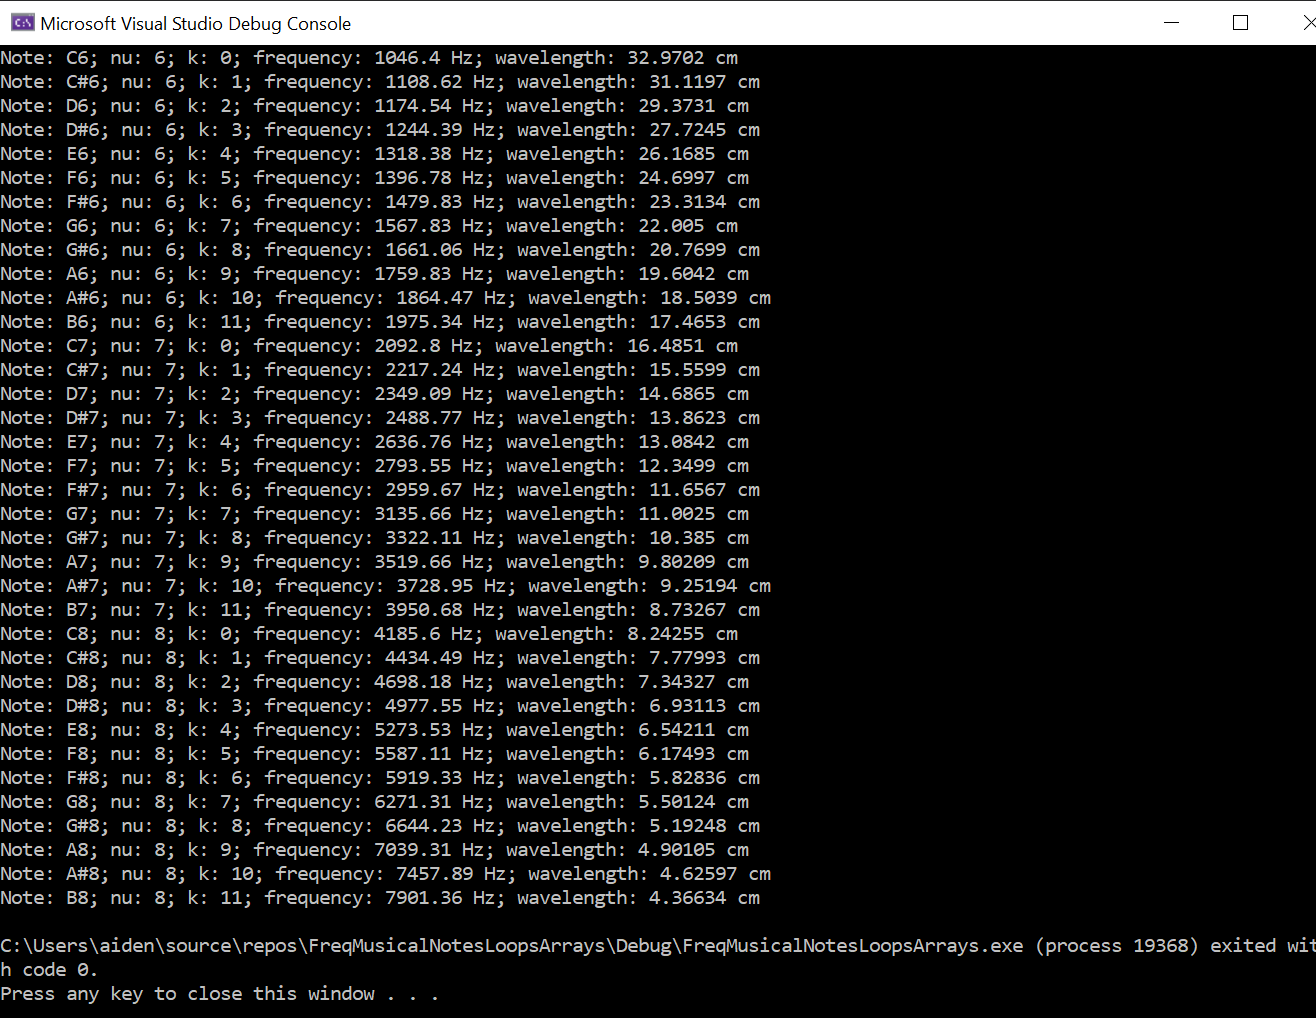 Microsoft Visual Studio Debug Console
Note: C6; nu: 6; k: 0; frequency: 1046.4 Hz; wavelength: 32.9702 cm
Note: C#6; nu: 6; k: 1; frequency: 1108.62 Hz; wavelength: 31.1197 cm
Note: D6; nu: 6; k: 2; frequency: 1174.54 Hz; wavelength: 29.3731 cm
Note: D#6; nu: 6; k: 3; frequency: 1244.39 Hz; wavelength: 27.7245 cm
Note: E6; nu: 6; k: 4; frequency: 1318.38 Hz; wavelength: 26.1685 cm
Note: F6; nu: 6; k: 5; frequency: 1396.78 Hz; wavelength: 24.6997 cm
Note: F#6; nu: 6; k: 6; frequency: 1479.83 Hz; wavelength: 23.3134 cm
Note: G6; nu: 6; k: 7; frequency: 1567.83 Hz; wavelength: 22.005 cm
Note: G#6; nu: 6; k: 8; frequency: 1661.06 Hz; wavelength: 20.7699 cm
Note: A6; nu: 6; k: 9; frequency: 1759.83 Hz; wavelength: 19.6042 cm
Note: A#6; nu: 6; k: 10; frequency: 1864.47 Hz; wavelength: 18.5039 cm
Note: B6; nu: 6; k: 11; frequency: 1975.34 Hz; wavelength: 17.4653 cm
Note: C7; nu: 7; k: 0; frequency: 2092.8 Hz; wavelength: 16.4851 cm
Note: C#7; nu: 7; k: 1; frequency: 2217.24 Hz; wavelength: 15.5599 cm
Note: D7; nu: 7; k: 2; frequency: 2349.09 Hz; wavelength: 14.6865 cm
Note: D#7; nu: 7; k: 3; frequency: 2488.77 Hz; wavelength: 13.8623 cm
Note: E7; nu: 7; k: 4; frequency: 2636.76 Hz; wavelength: 13.0842 cm
Note: F7; nu: 7; k: 5; frequency: 2793.55 Hz; wavelength: 12.3499 cm
Note: F#7; nu: 7; k: 6; frequency: 2959.67 Hz; wavelength: 11.6567 cm
Note: G7; nu: 7; k: 7; frequency: 3135.66 Hz; wavelength: 11.0025 cm
Note: G#7; nu: 7; k: 8; frequency: 3322.11 Hz; wavelength: 10.385 cm
Note: A7; nu: 7; k: 9; frequency: 3519.66 Hz; wavelength: 9.80209 cm
Note: A#7; nu: 7; k: 10; frequency: 3728.95 Hz; wavelength: 9.25194 cm
Note: B7; nu: 7; k: 11; frequency: 3950.68 Hz; wavelength: 8.73267 cm
Note: C8; nu: 8; k: 0; frequency: 4185.6 Hz; wavelength: 8.24255 cm
Note: C#8; nu: 8; k: 1; frequency: 4434.49 Hz; wavelength: 7.77993 cm
Note: D8; nu: 8; k: 2; frequency: 4698.18 Hz; wavelength: 7.34327 cm
Note: D#8; nu: 8; k: 3; frequency: 4977.55 Hz; wavelength: 6.93113 cm
Note: E8; nu: 8; k: 4; frequency: 5273.53 Hz; wavelength: 6.54211 cm
Note: F8; nu: 8; k: 5; frequency: 5587.11 Hz; wavelength: 6.17493 cm
Note: F#8; nu: 8; k: 6; frequency: 5919.33 Hz; wavelength: 5.82836 cm
Note: G8; nu: 8; k: 7; frequency: 6271.31 Hz; wavelength: 5.50124 cm
Note: G#8; nu: 8; k: 8; frequency: 6644.23 Hz; wavelength: 5.19248 cm
Note: A8; nu: 8; k: 9; frequency: 7039.31 Hz; wavelength: 4.90105 cm
Note: A#8; nu: 8; k: 10; frequency: 7457.89 Hz; wavelength: 4.62597 cm
Note: B8; nu: 8; k: 11; frequency: 7901.36 Hz; wavelength: 4.36634 cm
C:\Users\aiden\source\repos\FreqMusicalNotesLoopsArrays\Debug\FreqMusicalNotesLoopsArrays.exe (process 19368) exited wit
h code 0.
Press any key to close this window . . .